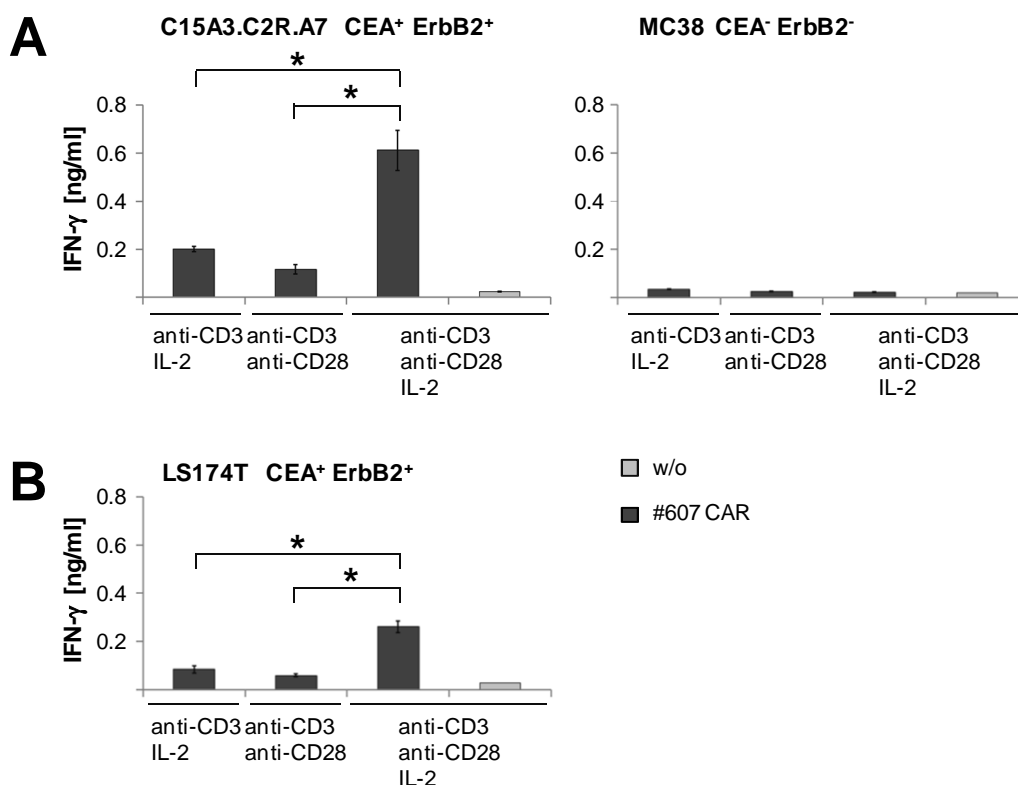 A
C15A3.C2R.A7 CEA⁺ ErbB2⁺
MC38 CEA⁻ ErbB2⁻
*
*
IFN-γ [ng/ml]
0.8
0.6
0.4
0.2
0.8
0.6
0.4
0.2
anti-CD3
IL-2
anti-CD3
anti-CD28
anti-CD3
anti-CD28
IL-2
anti-CD3
IL-2
anti-CD3
anti-CD28
anti-CD3
anti-CD28
IL-2
B
LS174T CEA⁺ ErbB2⁺
*
*
IFN-γ [ng/ml]
0.8
0.6
0.4
0.2
anti-CD3
IL-2
anti-CD3
anti-CD28
anti-CD3
anti-CD28
IL-2
w/o
#607 CAR